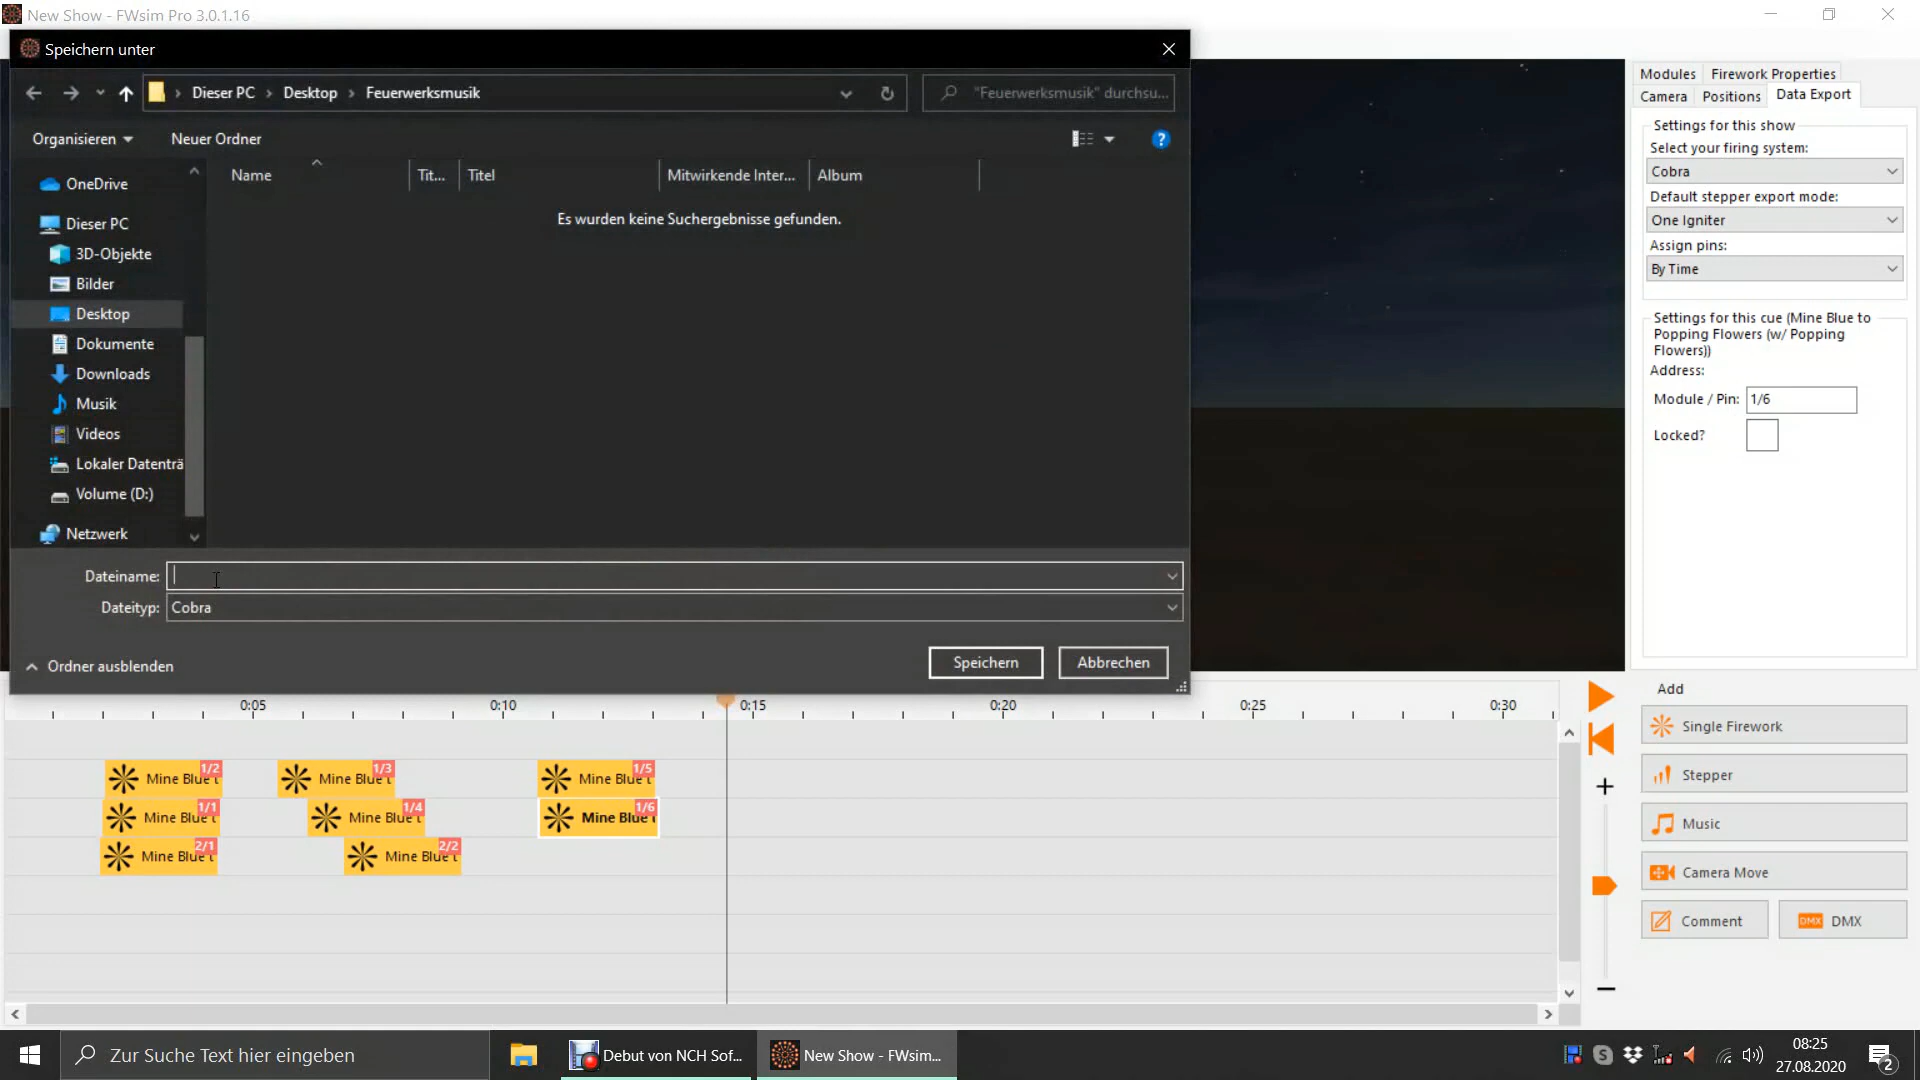 New Show - FWsim Pro 3.0.1.16
Speichern unter
Dieser PC > Desktop > Feuerwerksmusik
"Feuerwerksmusik" durchsu...
Organisieren
Neuer Ordner
Name
Tit...
Titel
Mitwirkende Inter...
Album
Es wurden keine Suchergebnisse gefunden.
OneDrive
Dieser PC
3D-Objekte
Bilder
Desktop
Dokumente
Downloads
Musik
Videos
Lokaler Datenträ
Volume (D:)
Netzwerk
Dateiname:
Dateityp: Cobra
Ordner ausblenden
Speichern
Abbrechen
Modules
Firework Properties
Camera
Positions
Data Export
Settings for this show
Select your firing system:
Cobra
Default stepper export mode:
One Igniter
Assign pins:
By Time
Settings for this cue (Mine Blue to
Popping Flowers (w/ Popping
Flowers))
Address:
Module / Pin: 1/6
Locked?
0:05
0:10
0:15
0:20
0:25
0:30
Mine Blue t 1/2
Mine Blue t 1/3
Mine Blue t 1/5
Mine Blue t 1/1
Mine Blue t 1/4
Mine Blue t 1/6
Mine Blue t 2/1
Mine Blue t 2/2
Add
Single Firework
Stepper
Music
Camera Move
Comment
DMX DMX
Zur Suche Text hier eingeben
Debut von NCH Sof...
New Show - FWsim...
08:25
27.08.2020
2